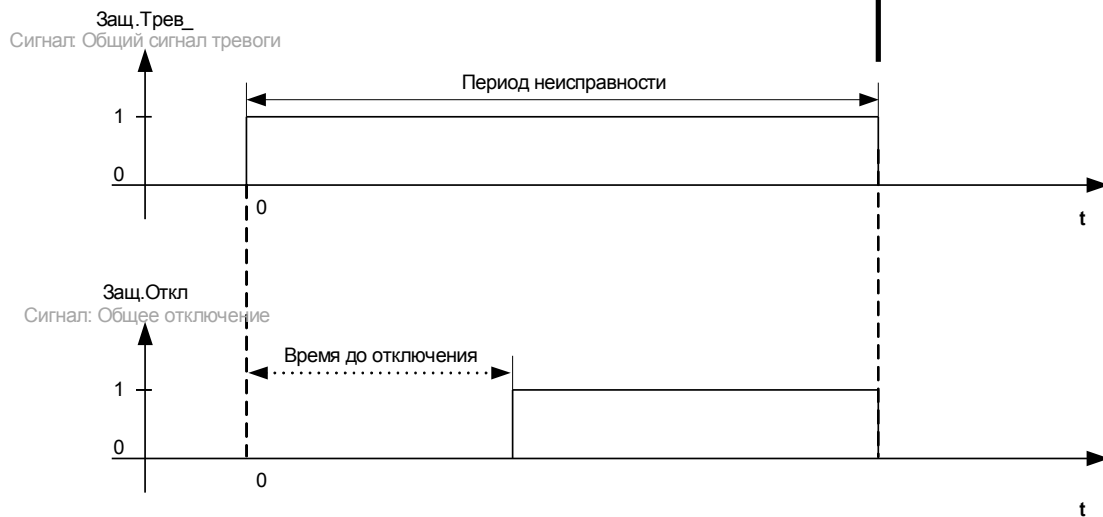 Защ.Трев_
Сигнал: Общий сигнал тревоги
Период неисправности
1
0
0
t
Защ.Откл
Сигнал: Общее отключение
Время до отключения
1
0
0
t